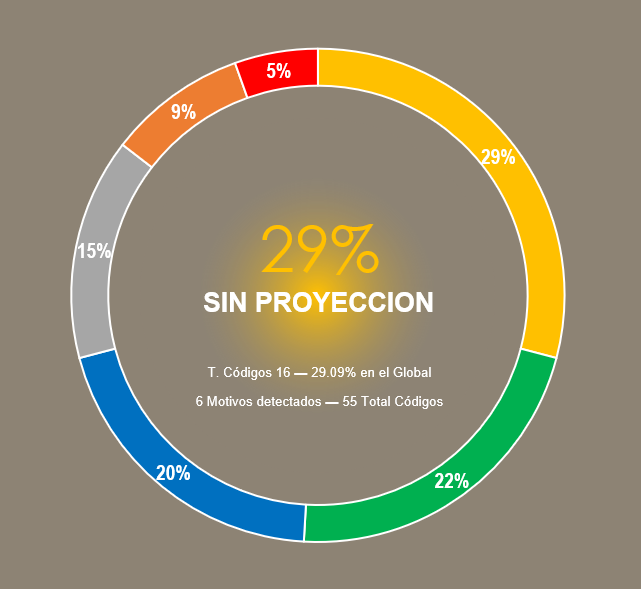 5%
9%
29%
15%
29%
SIN PROYECCION
T. Códigos 16 — 29.09% en el Global
6 Motivos detectados — 55 Total Códigos
20%
22%